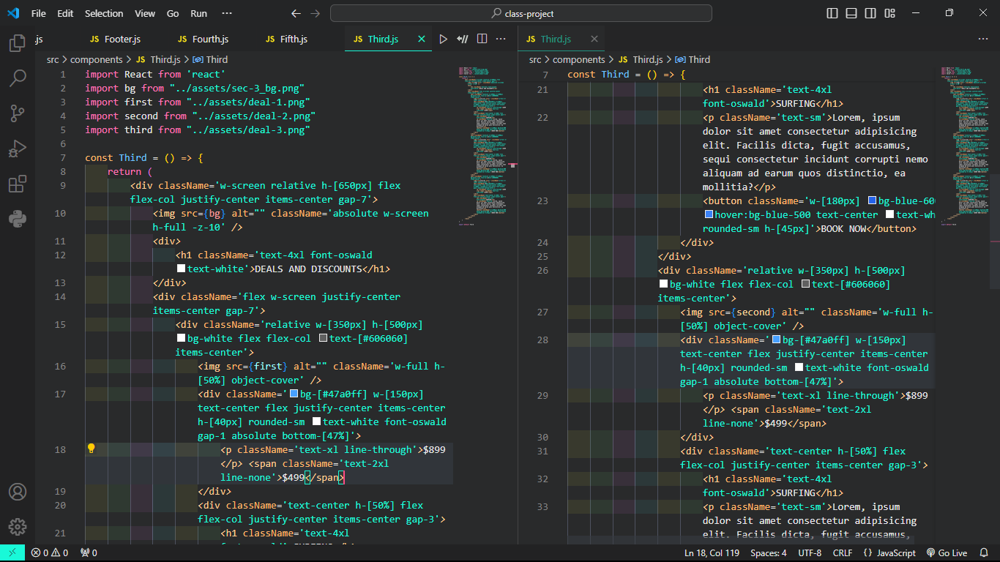 File Edit Selection View Go Run ··· class-project
.js JS Footer.js JS Fourth.js JS Fifth.js JS Third.js
src > components > JS Third.js > Third
1 import React from 'react'
2 import bg from "../assets/sec-3_bg.png"
3 import first from "../assets/deal-1.png"
4 import second from "../assets/deal-2.png"
5 import third from "../assets/deal-3.png"
6
7 const Third = () => {
8 return (
9 <div className='w-screen relative h-[650px] flex
flex-col justify-center items-center gap-7'>
10 <img src={bg} alt="" className='absolute w-screen
h-full -z-10' />
11 <div>
12 <h1 className='text-4xl font-oswald
text-white'>DEALS AND DISCOUNTS</h1>
13 </div>
14 <div className='flex w-screen justify-center
items-center gap-7'>
15 <div className='relative w-[350px] h-[500px]
bg-white flex flex-col text-[#606060]
items-center'>
16 <img src={first} alt="" className='w-full h-
[50%] object-cover' />
17 <div className='bg-[#47a0ff] w-[150px]
text-center flex justify-center items-center
h-[40px] rounded-sm text-white font-oswald
gap-1 absolute bottom-[47%]'>
18 <p className='text-xl line-through'>$899
</p> <span className='text-2xl
line-none'>$499</span>
19 </div>
20 <div className='text-center h-[50%] flex
flex-col justify-center items-center gap-3'>
21 <h1 className='text-4xl
JS Third.js
src > components > JS Third.js > Third
7 const Third = () => {
21 <h1 className='text-4xl
font-oswald'>SURFING</h1>
22 <p className='text-sm'>Lorem, ipsum
dolor sit amet consectetur adipisicing
elit. Facilis dicta, fugit accusamus,
sequi consectetur incidunt corrupti nemo
aliquam ad earum quos distinctio, ea
mollitia?</p>
23 <button className='w-[180px] bg-blue-60
hover:bg-blue-500 text-center text-wh
rounded-sm h-[45px]'>BOOK NOW</button>
24 </div>
25 </div>
26 <div className='relative w-[350px] h-[500px]
bg-white flex flex-col text-[#606060]
items-center'>
27 <img src={second} alt="" className='w-full h-
[50%] object-cover' />
28 <div className='bg-[#47a0ff] w-[150px]
text-center flex justify-center items-center
h-[40px] rounded-sm text-white font-oswald
gap-1 absolute bottom-[47%]'>
29 <p className='text-xl line-through'>$899
</p> <span className='text-2xl
line-none'>$499</span>
30 </div>
31 <div className='text-center h-[50%] flex
flex-col justify-center items-center gap-3'>
32 <h1 className='text-4xl
font-oswald'>SURFING</h1>
33 <p className='text-sm'>Lorem, ipsum
dolor sit amet consectetur adipisicing
elit. Facilis dicta, fugit accusamus,
0 0 0 Ln 18, Col 119 Spaces: 4 UTF-8 CRLF {} JavaScript Go Live